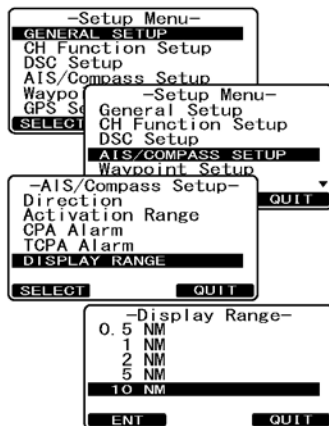 -Setup Menu-
GENERAL SETUP
CH Function Setup
DSC Setup
AIS/Compass Setup
SELECT
-Setup Menu-
General Setup
CH Function Setup
DSC Setup
AIS/COMPASS SETUP
Waypoint Setup
QUIT
-AIS/Compass Setup-
Direction
Activation Range
CPA Alarm
TCPA Alarm
DISPLAY RANGE
SELECT QUIT
-Display Range-
0.5 NM
1 NM
2 NM
5 NM
10 NM
ENT QUIT